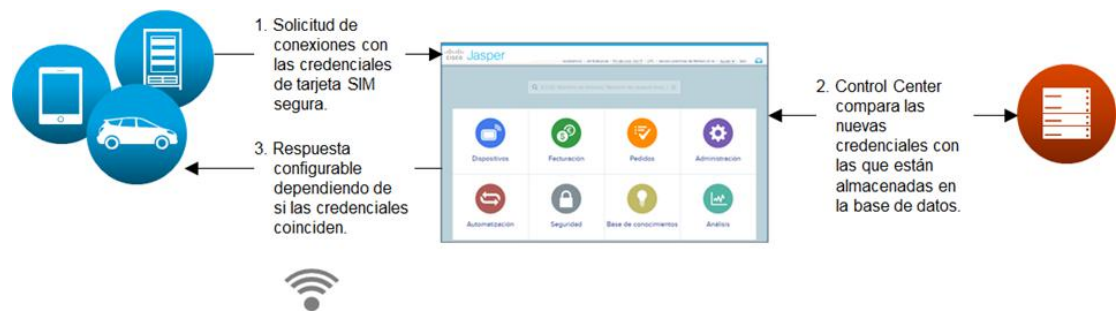 1. Solicitud de
conexiones con
las credenciales
de tarjeta SIM
segura.
3. Respuesta
configurable
dependiendo de
si las credenciales
coinciden.
CISCO Jasper
Dispositivos
Facturación
Pedidos
Administración
Automatización
Seguridad
Base de conocimientos
Análisis
2. Control Center
compara las
nuevas
credenciales con
las que están
almacenadas en
la base de datos.